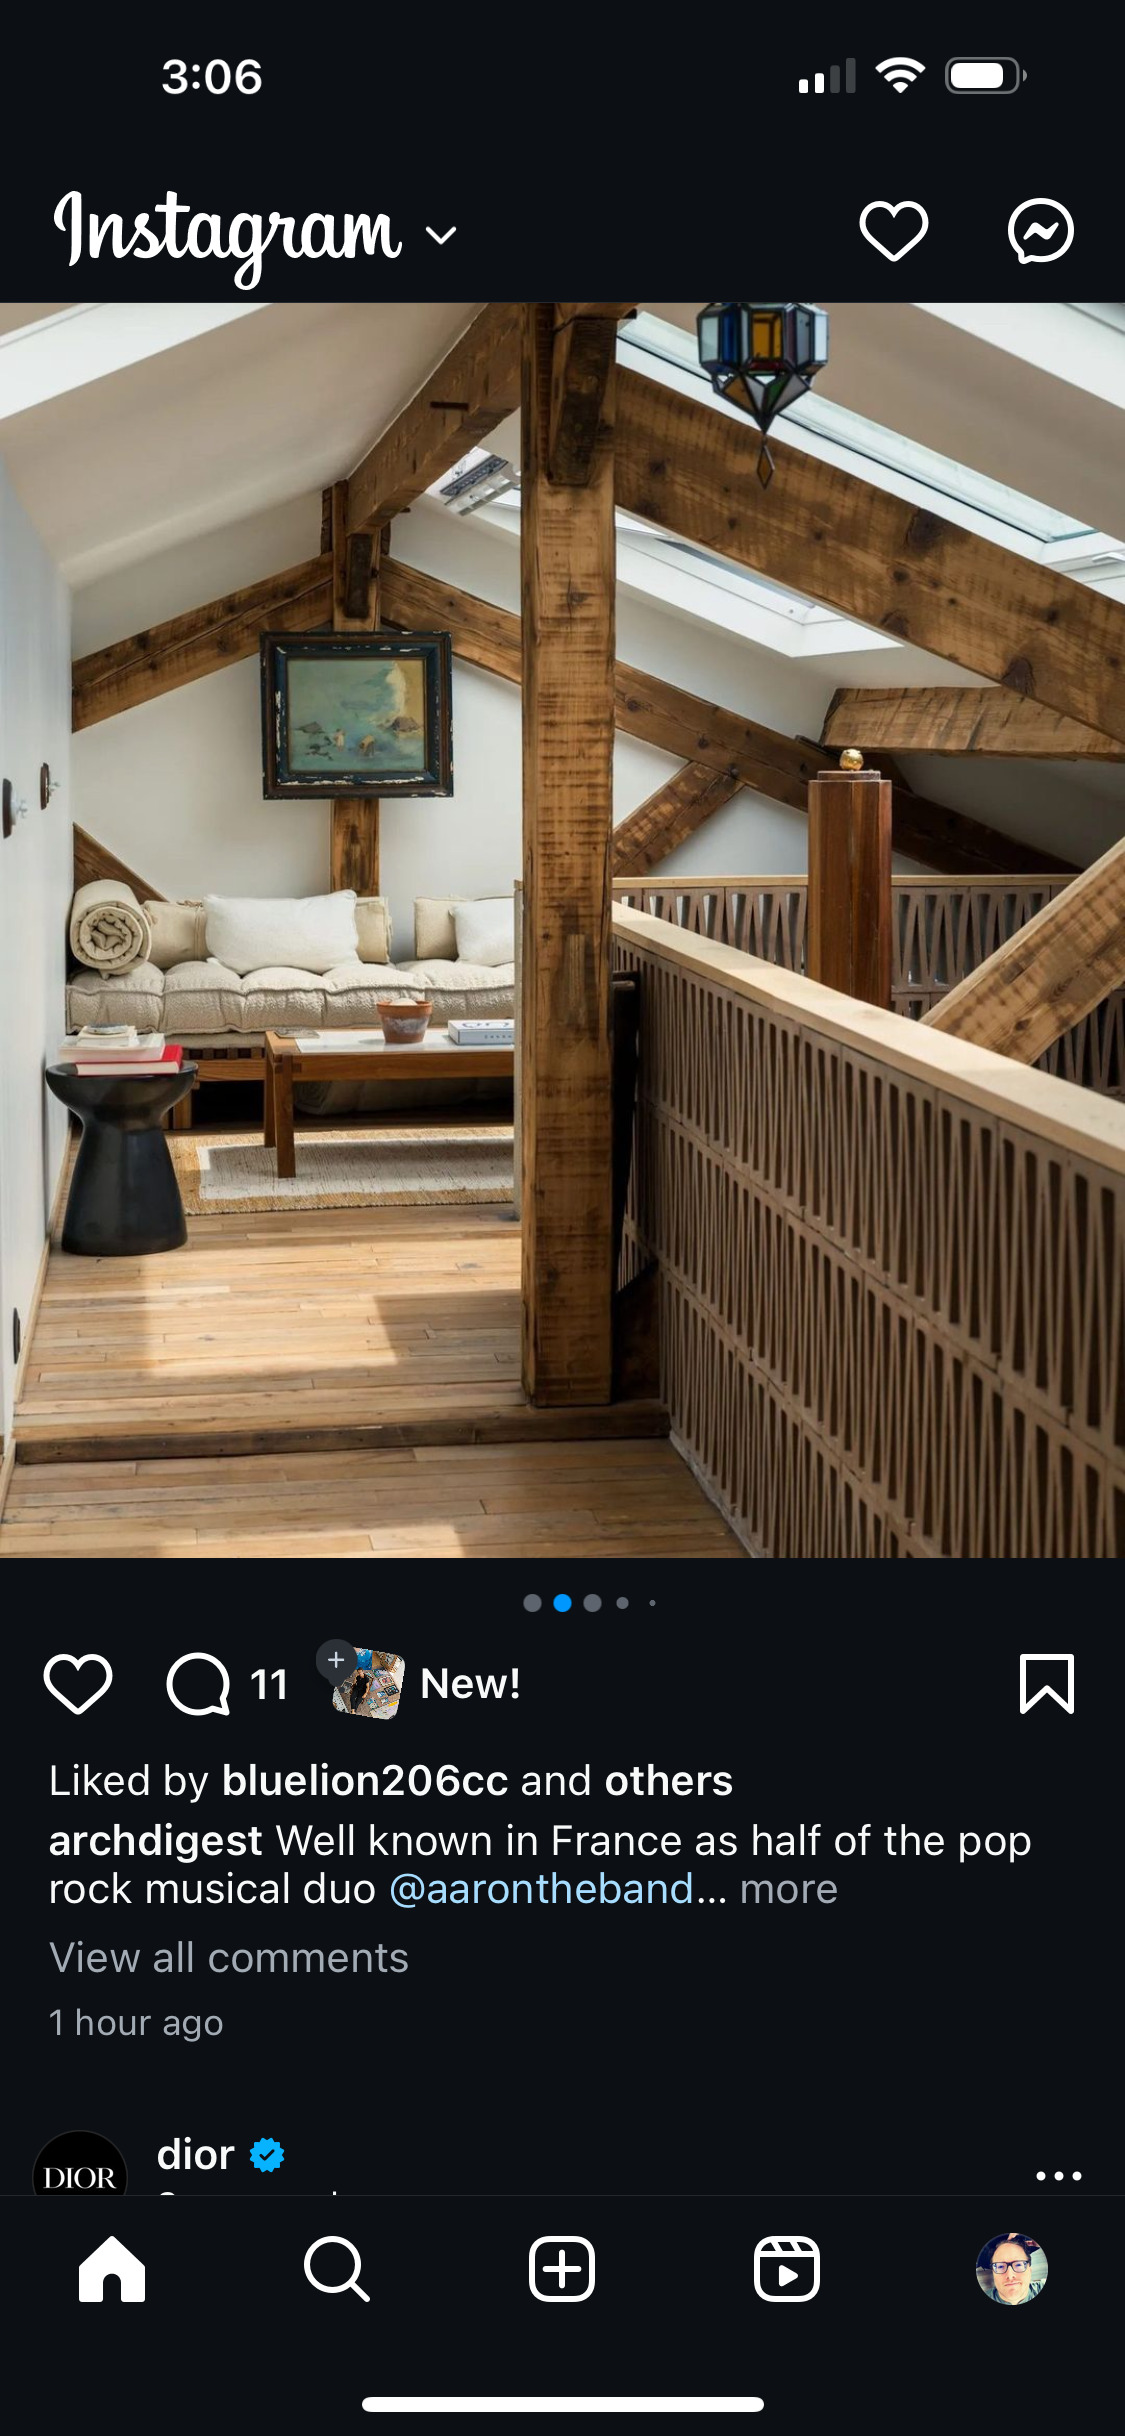 3:06
Instagram
11 New!
Liked by bluelion206cc and others
archdigest Well known in France as half of the pop
rock musical duo @aarontheband... more
View all comments
1 hour ago
dior
DIOR